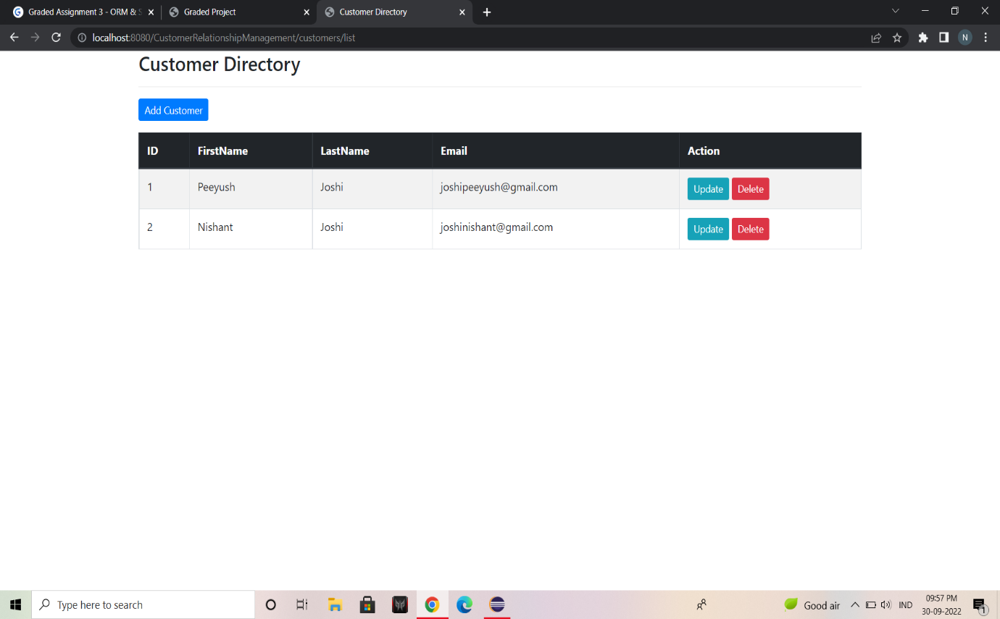 Graded Assignment 3 - ORM & S
Graded Project
Customer Directory
localhost:8080/CustomerRelationshipManagement/customers/list
N
Customer Directory
Add Customer
ID FirstName LastName Email Action
1 Peeyush Joshi joshipeeyush@gmail.com Update Delete
2 Nishant Joshi joshinishant@gmail.com Update Delete
Type here to search
Good air
IND
09:57 PM
30-09-2022
1